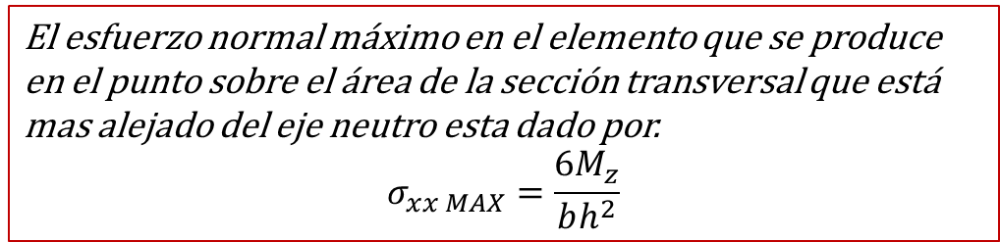 El esfuerzo normal máximo en el elemento que se produce
en el punto sobre el área de la sección transversal que está
mas alejado del eje neutro esta dado por:
σ_{xx MAX} = \frac{6M_z}{bh^2}